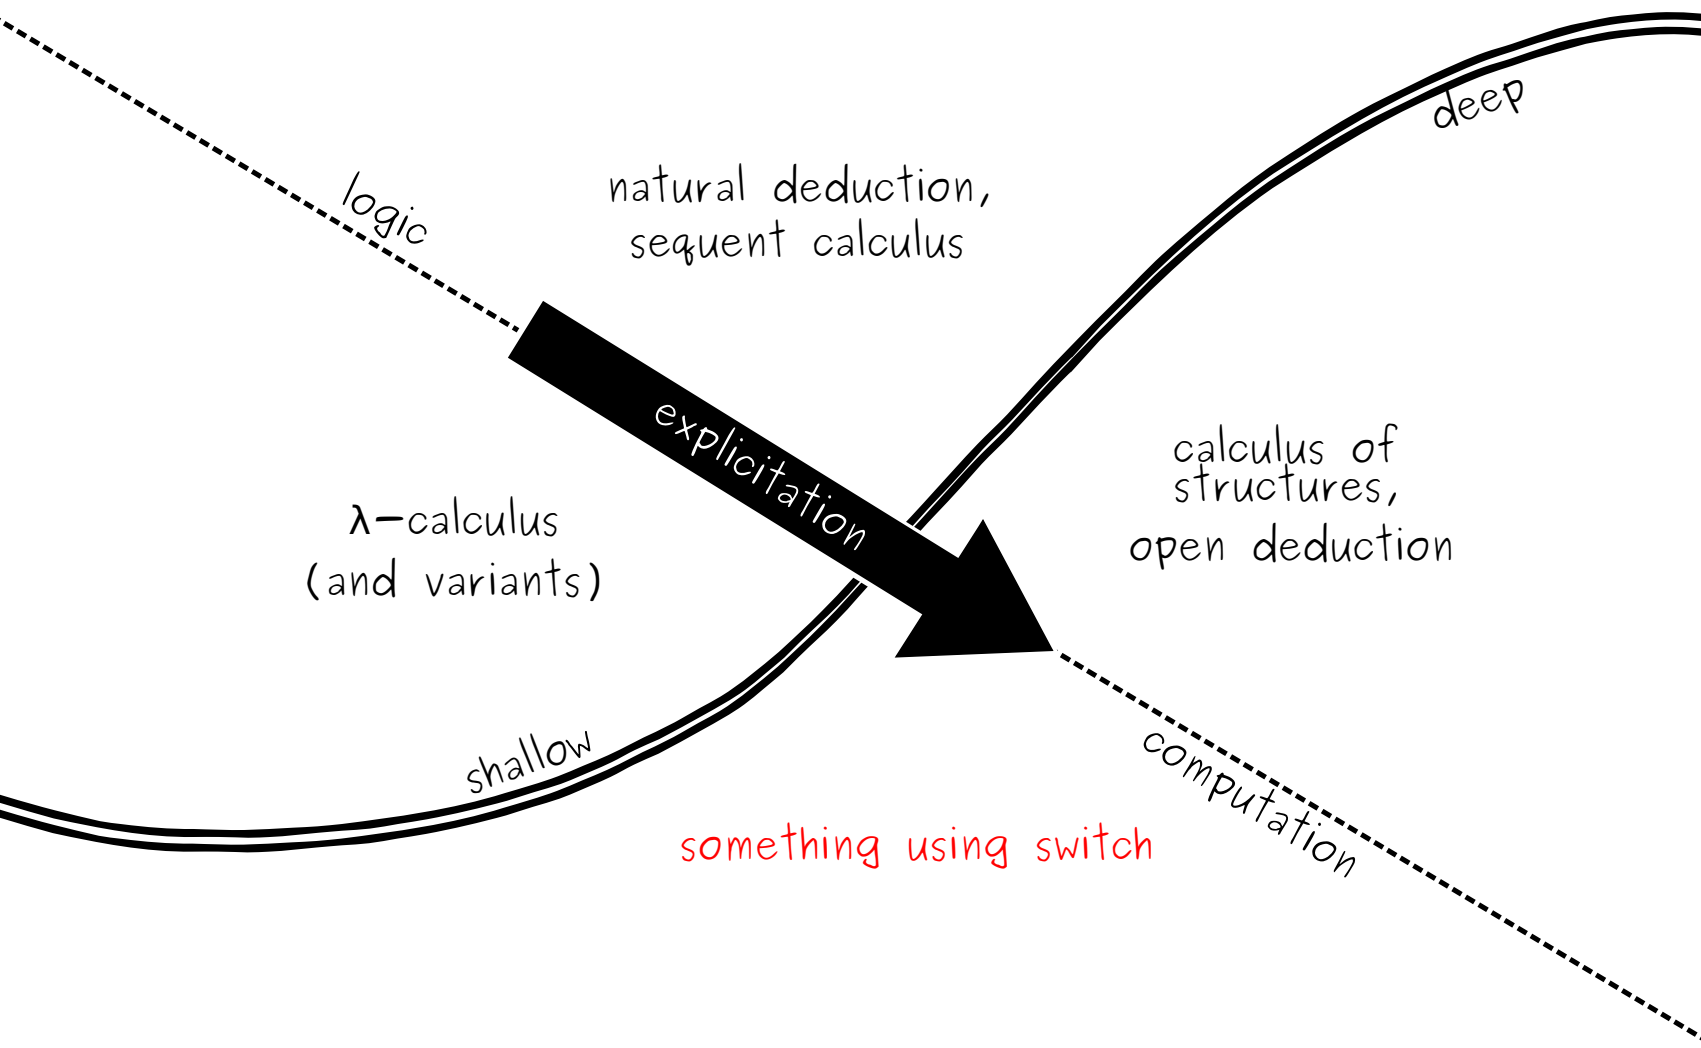 deep
logic
natural deduction,
sequent calculus
explicitation
calculus of
structures,
open deduction
λ-calculus
(and variants)
shallow
computation
something using switch